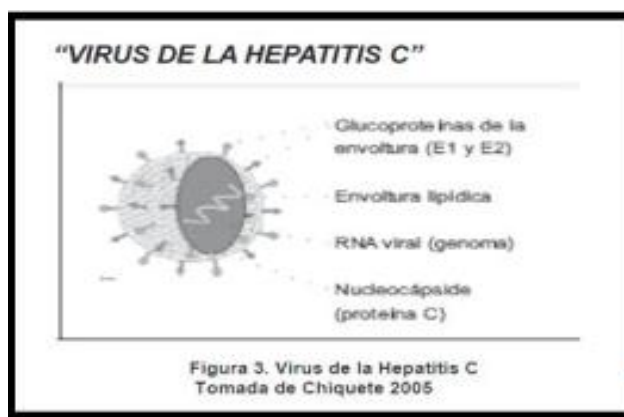 "VIRUS DE LA HEPATITIS C"
Glucoproteínas de la
envoltura (E1 y E2)
Envoltura lipídica
RNA viral (genoma)
Nucleocápside
(proteína C)
Figura 3. Virus de la Hepatitis C
Tomada de Chiquete 2005